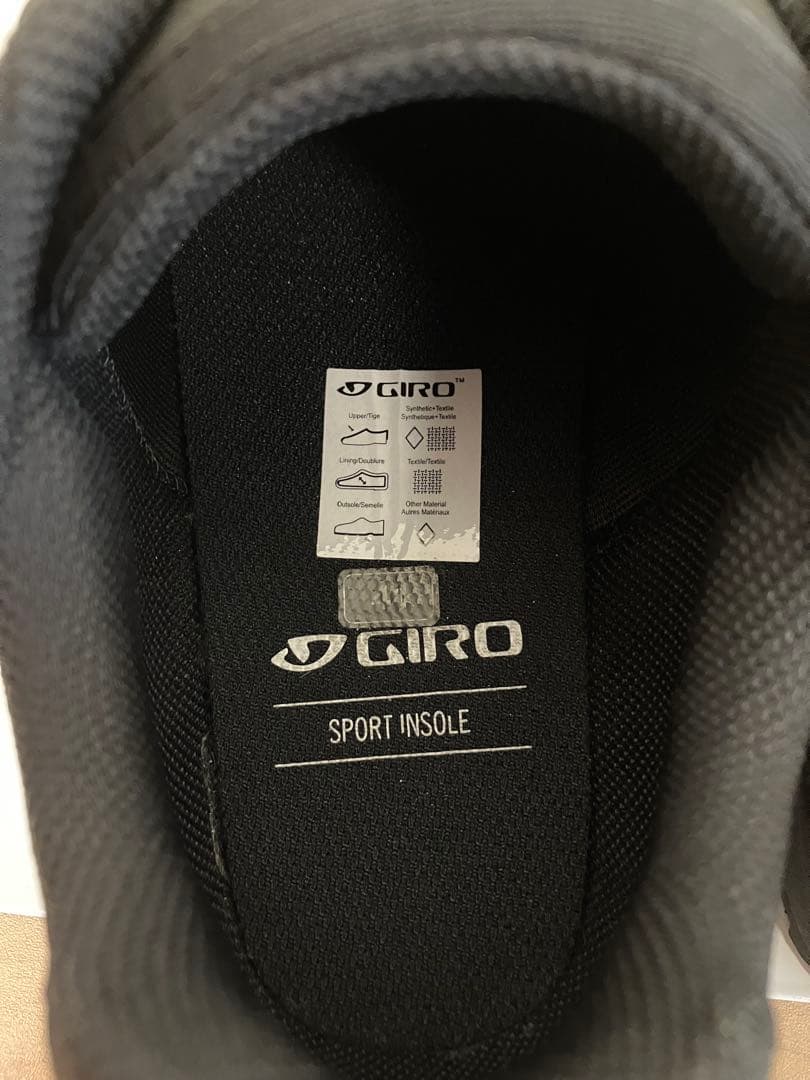 GIRO™
Upper/Tige
Synthetic+Textile
Synthetique+Textile
Lining/Doublure
Textile/Textile
Outsole/Semelle
Other Material
Autres Matériaux
GIRO
SPORT INSOLE